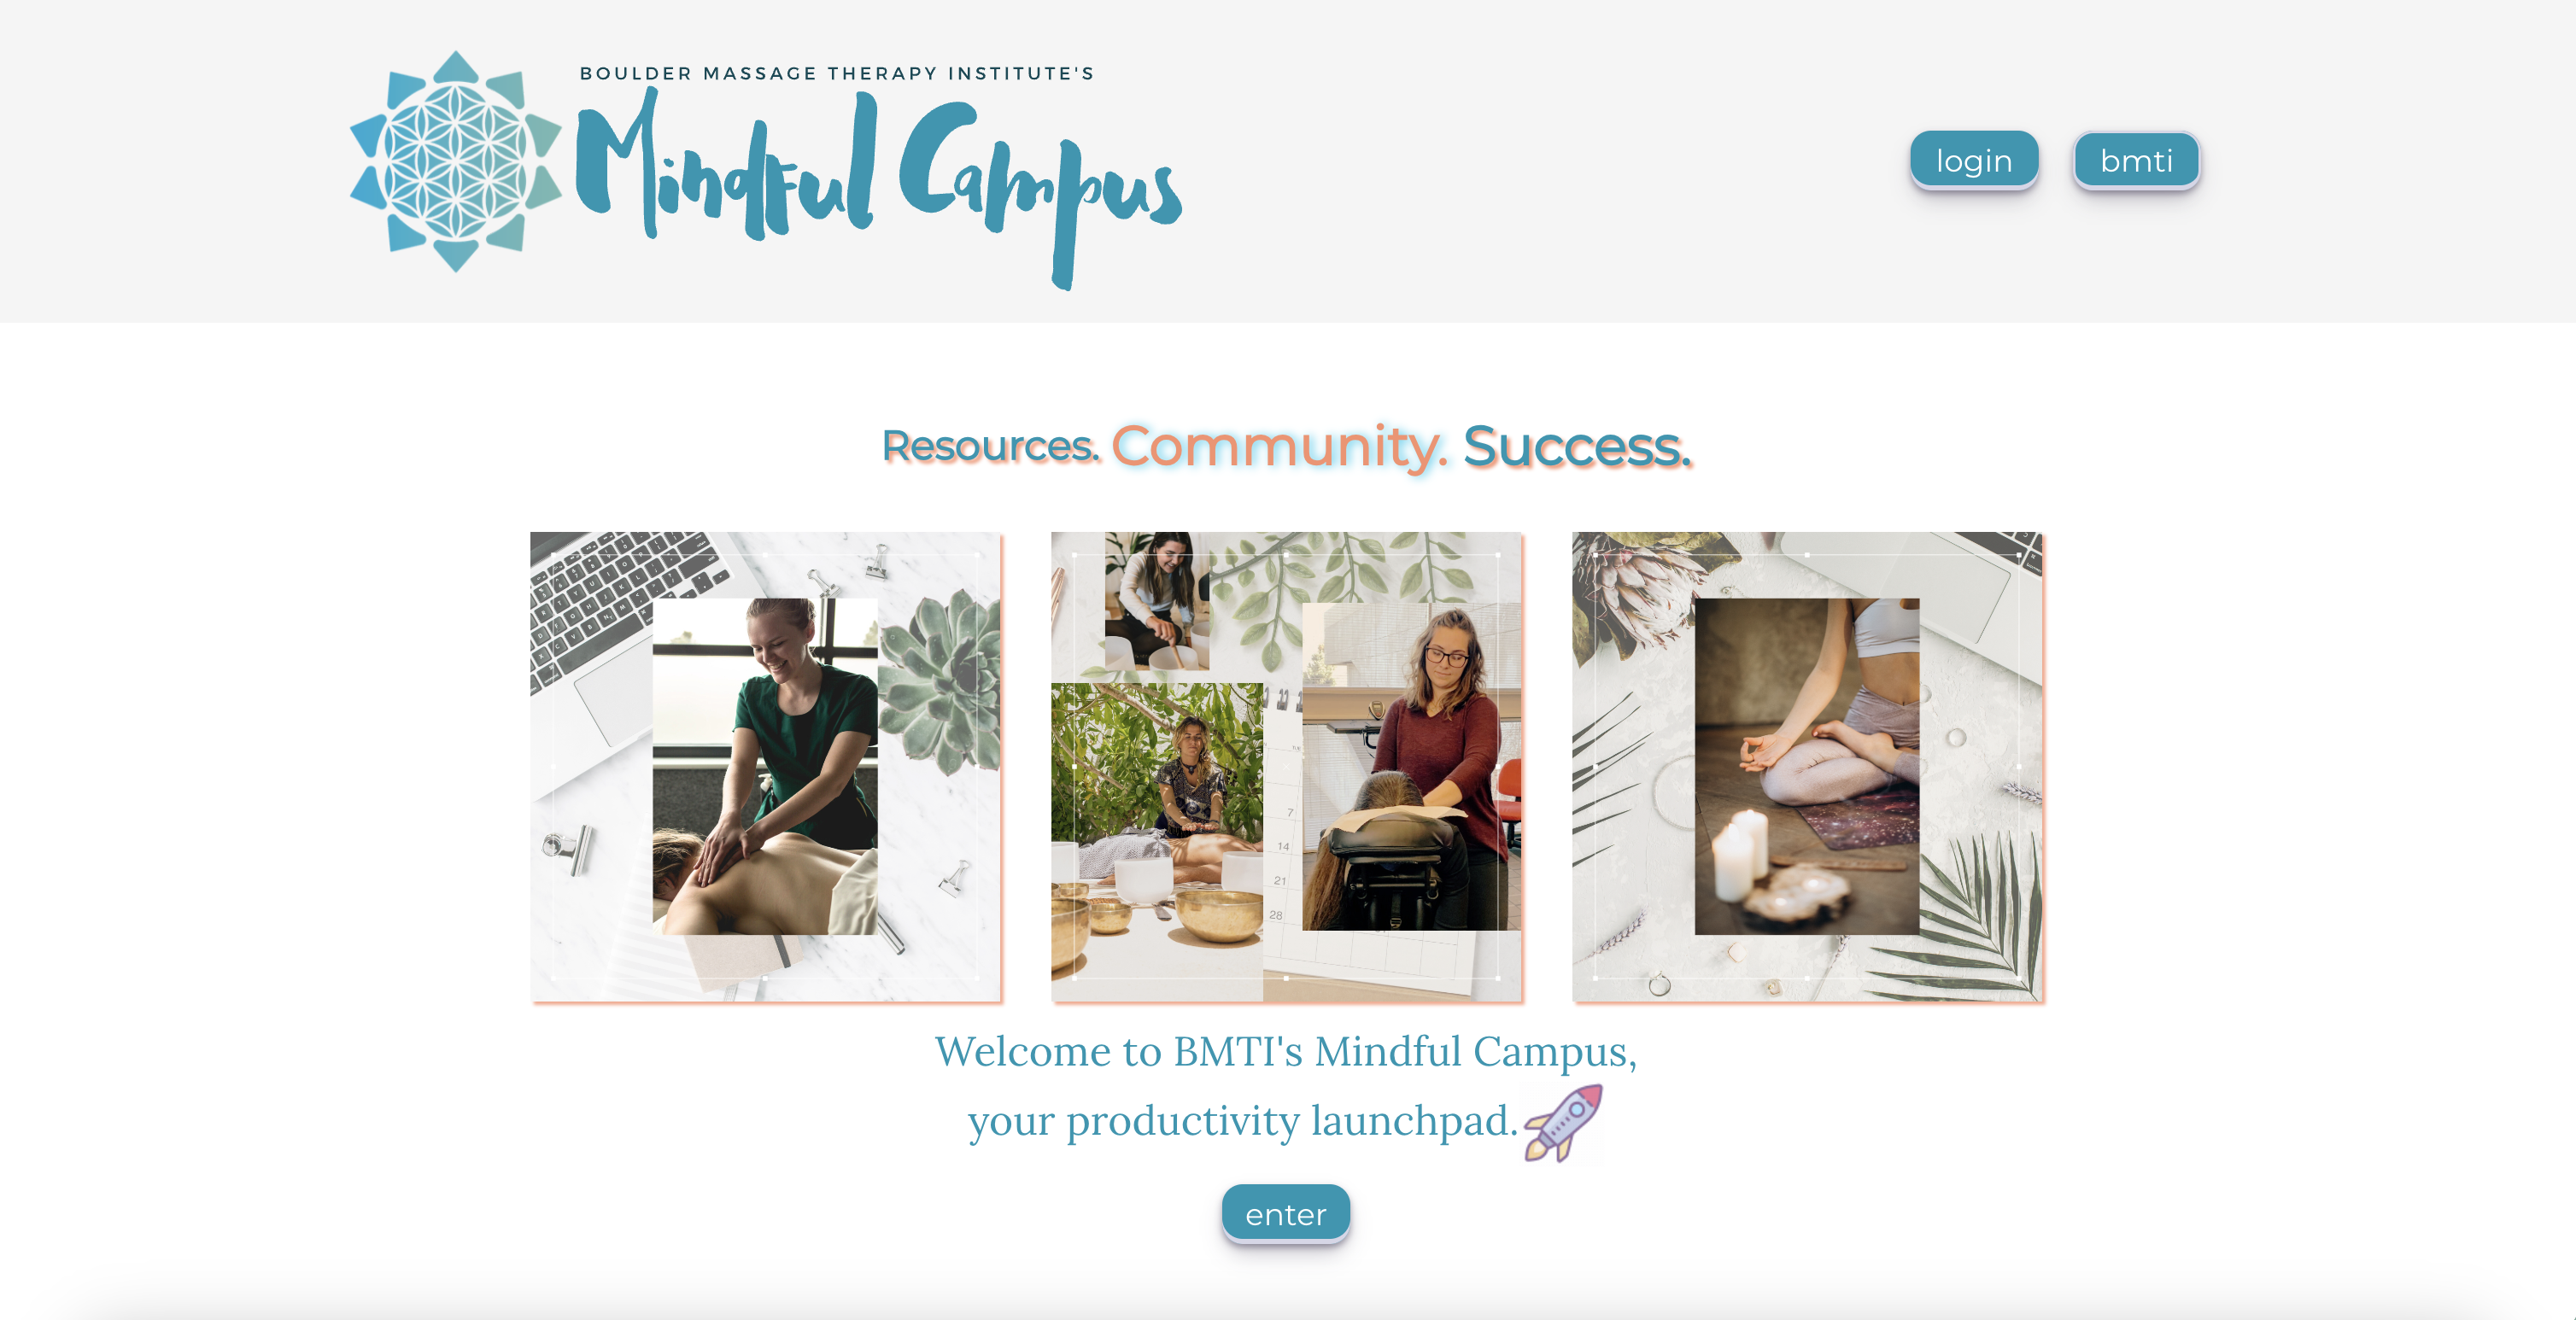 BOULDER MASSAGE THERAPY INSTITUTE'S
Mindful Campus
login
bmti
Resources. Community. Success.
7
14
21
28
Welcome to BMTI's Mindful Campus,
your productivity launchpad.
enter